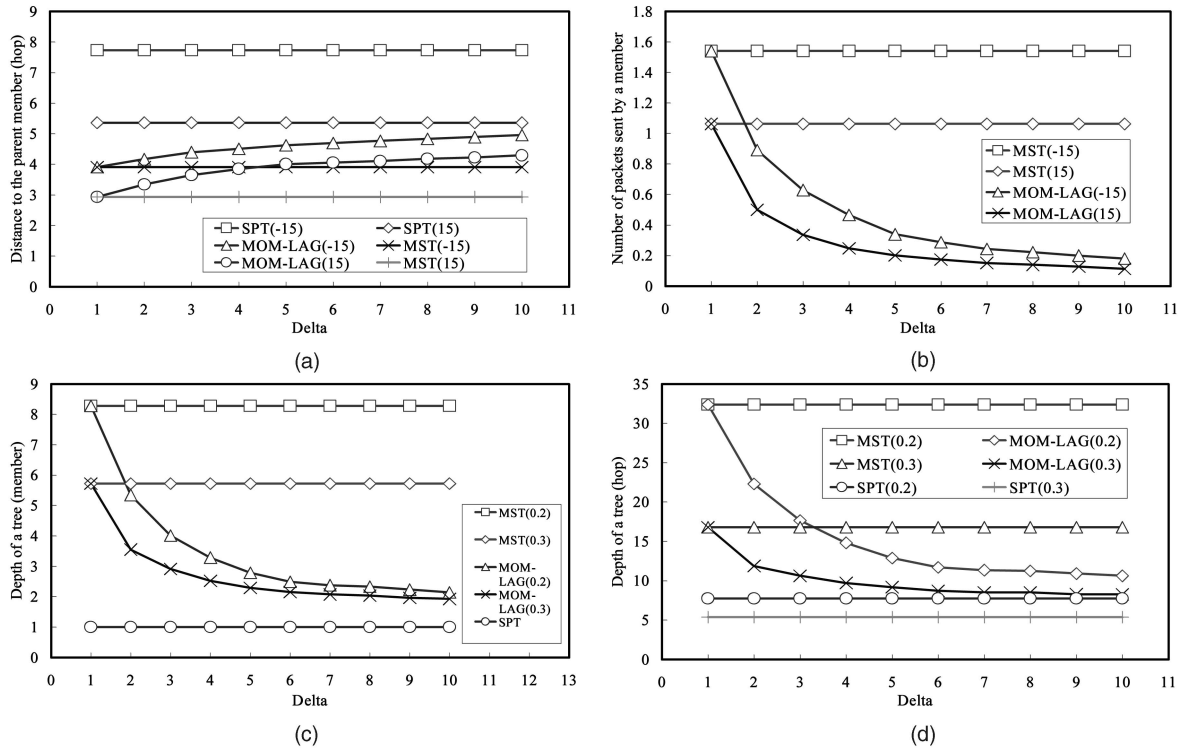 9
8
7
6
5
4
3
2
1
0
Distance to the parent member (hop)
SPT(-15)
SPT(15)
MOM-LAG(-15)
MST(-15)
MOM-LAG(15)
MST(15)
0 1 2 3 4 5 6 7 8 9 10 11
Delta
(a)
1.8
1.6
1.4
1.2
1
0.8
0.6
0.4
0.2
0
Number of packets sent by a member
MST(-15)
MST(15)
MOM-LAG(-15)
MOM-LAG(15)
0 1 2 3 4 5 6 7 8 9 10 11
Delta
(b)
9
8
7
6
5
4
3
2
1
0
Depth of a tree (member)
MST(0.2)
MST(0.3)
MOM-
LAG(0.2)
MOM-
LAG(0.3)
SPT
0 1 2 3 4 5 6 7 8 9 10 11 12 13
Delta
(c)
35
30
25
20
15
10
5
0
Depth of a tree (hop)
MST(0.2)
MOM-LAG(0.2)
MST(0.3)
MOM-LAG(0.3)
SPT(0.2)
SPT(0.3)
0 1 2 3 4 5 6 7 8 9 10 11
Delta
(d)